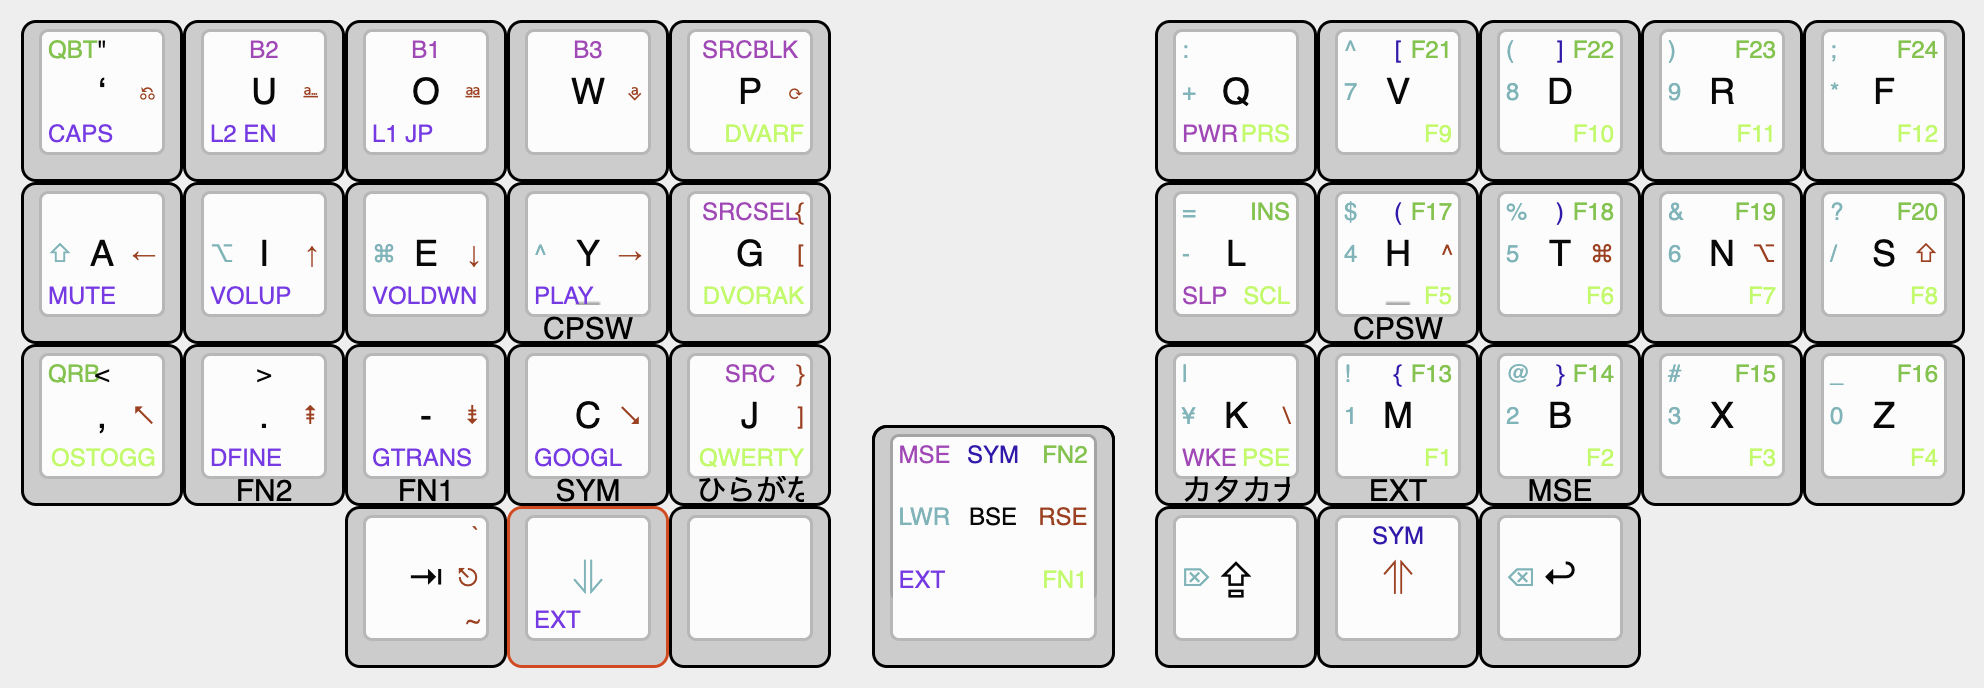 QBT " B2 B1 B3 SRCBLK : ^ [ F21 ( ] F22 ) F23 ; F24
‘ U O W P + Q 7 V 8 D 9 R * F
CAPS L2 EN L1 JP DVARF PWR PRS F9 F10 F11 F12
SRCSEL { = INS $ ( F17 % ) F18 & F19 ? F20
⇧ A ← ⌥ I ↑ ⌘ E ↓ ^ Y → G [ - L 4 H ^ 5 T ⌘ 6 N ⌥ / S ⇧
MUTE VOLUP VOLDWN PLAY DVORAK SLP SCL F5 F6 F7 F8
CPSW CPSW
QRB < > SRC } | ! { F13 @ } F14 # F15 _ F16
, ↖ . ⇞ - ⇟ C ↘ J ] ¥ K \ 1 M 2 B 3 X 0 Z
OSTOGG DFINE GTRANS GOOGL QWERTY WKE PSE F1 F2 F3 F4
FN2 FN1 SYM ひらがな カタカナ EXT MSE
MSE SYM FN2
LWR BSE RSE
EXT FN1
` SYM
⇥ ⎋ ⇓ ⌦ ⇪ ⇑ ⌫ ↩
~ EXT